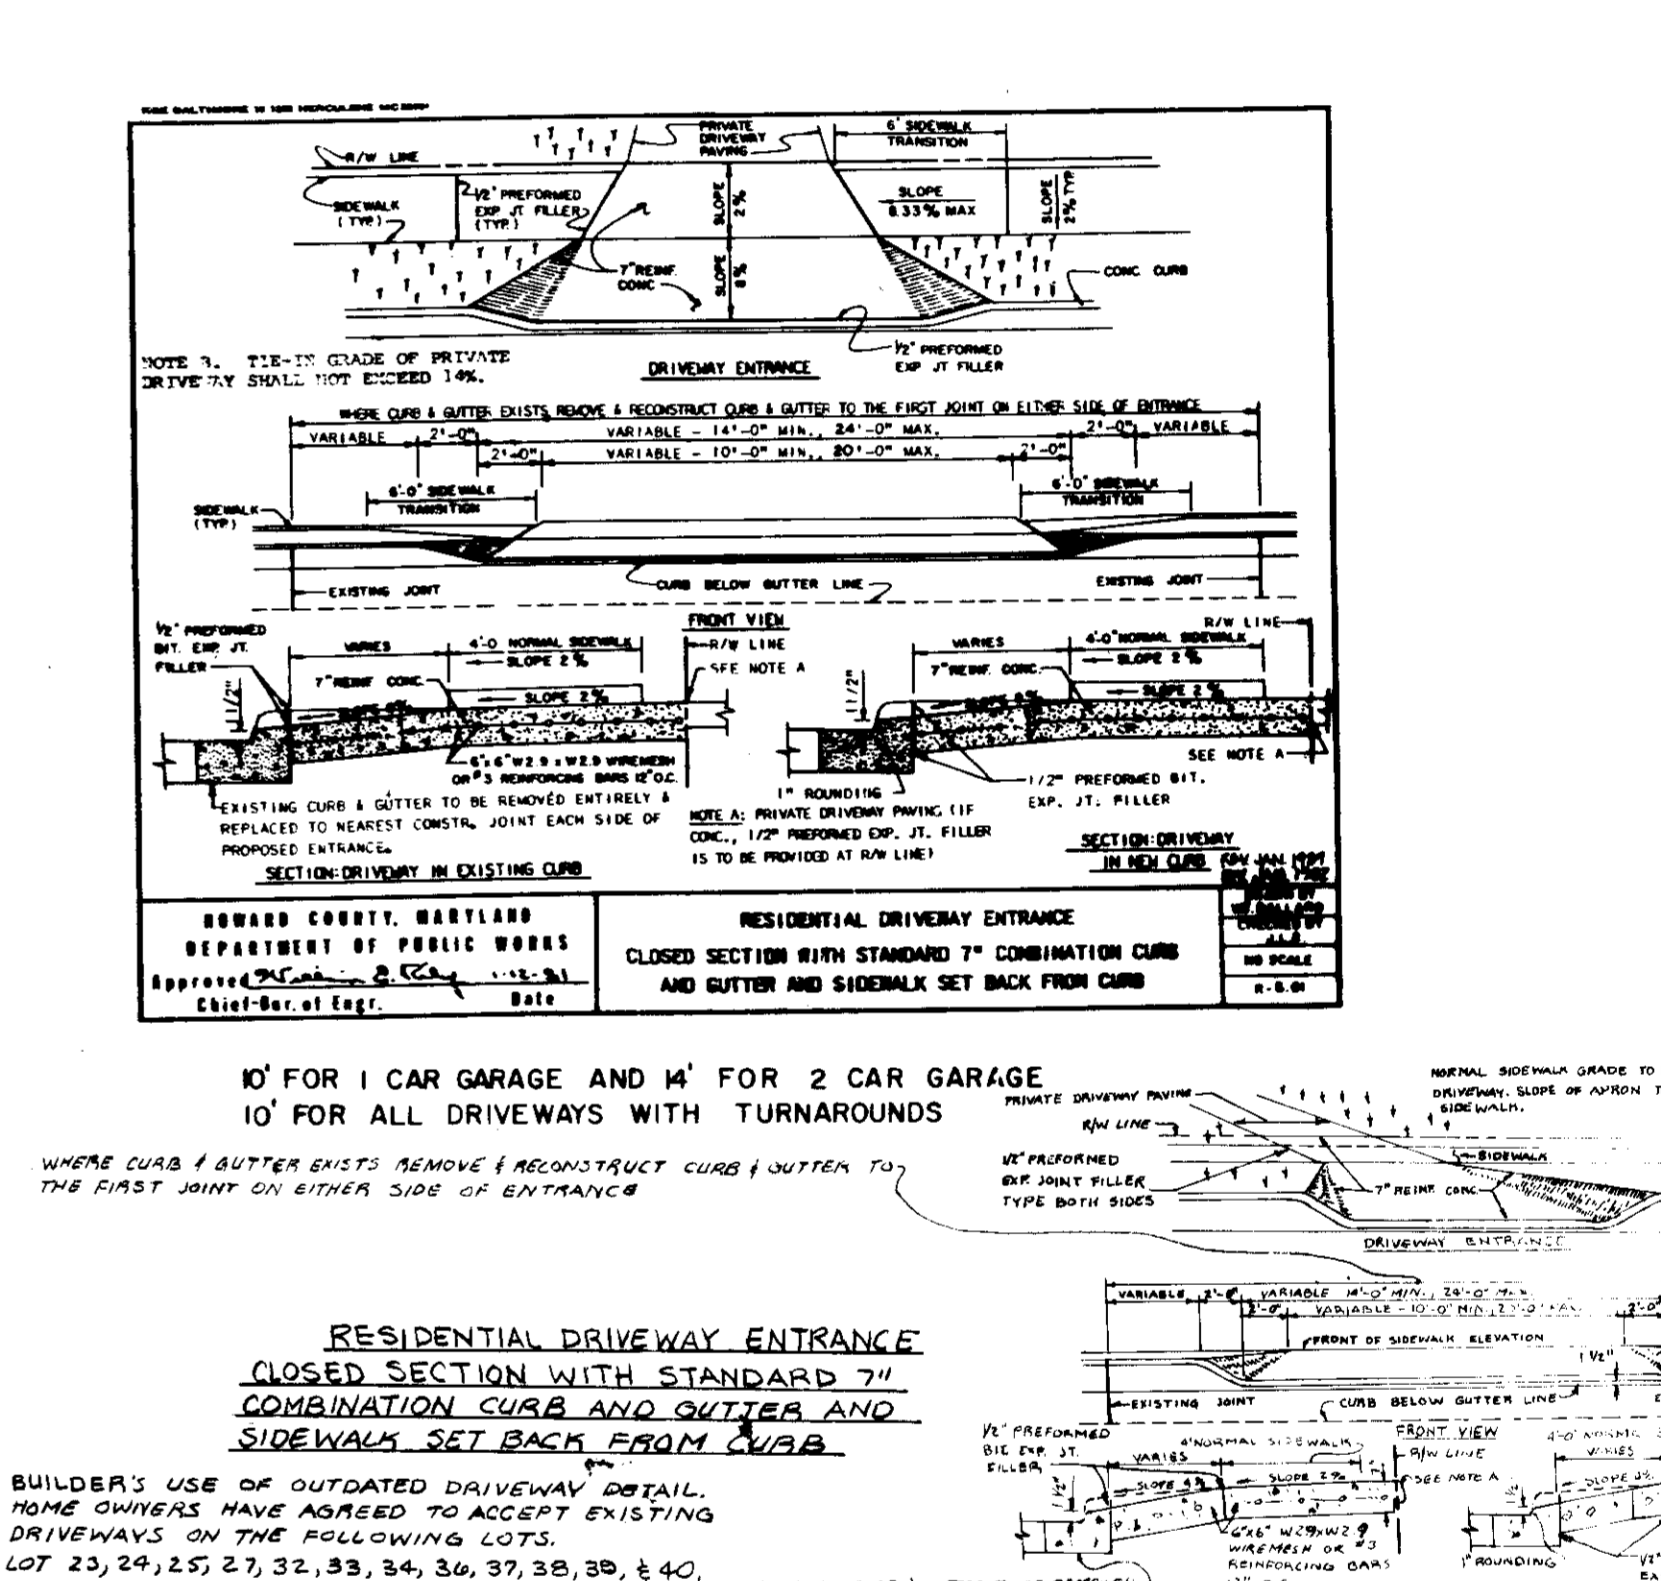 R/W LINE
PRIVATE
DRIVEWAY
PAVING
6' SIDEWALK
TRANSITION
SIDEWALK
(TYP.)
1/2" PREFORMED
EXP JT FILLER
(TYP.)
SLOPE
2%
SLOPE
8.33% MAX
SLOPE
2% TYP.
7" REINF.
CONC
SLOPE
8%
CONC CURB
1/2" PREFORMED
EXP JT FILLER
NOTE 3. TIE-IN GRADE OF PRIVATE
DRIVEWAY SHALL NOT EXCEED 14%.
DRIVEWAY ENTRANCE
WHERE CURB & GUTTER EXISTS REMOVE & RECONSTRUCT CURB & GUTTER TO THE FIRST JOINT ON EITHER SIDE OF ENTRANCE
VARIABLE 2'-0" VARIABLE - 14'-0" MIN., 24'-0" MAX. 2'-0" VARIABLE
2'-0" VARIABLE - 10'-0" MIN., 20'-0" MAX. 2'-0"
6'-0" SIDEWALK
TRANSITION
6'-0" SIDEWALK
TRANSITION
SIDEWALK
(TYP.)
EXISTING JOINT
CURB BELOW GUTTER LINE
EXISTING JOINT
FRONT VIEW
1/2" PREFORMED
BIT. EXP. JT.
FILLER
VARIES
4'-0 NORMAL SIDEWALK
SLOPE 2%
R/W LINE
SEE NOTE A
7" REINF CONC.
SLOPE 2%
1 1/2"
SLOPE 8%
6"x6" W2.9 x W2.9 WIREMESH
OR #3 REINFORCING BARS 12" O.C.
EXISTING CURB & GUTTER TO BE REMOVED ENTIRELY &
REPLACED TO NEAREST CONSTR. JOINT EACH SIDE OF
PROPOSED ENTRANCE.
SECTION: DRIVEWAY IN EXISTING CURB
R/W LINE
VARIES
4'-0" NORMAL SIDEWALK
SLOPE 2%
7" REINF. CONC.
SLOPE 2%
1 1/2"
SLOPE 8%
SEE NOTE A
1" ROUNDING
1/2" PREFORMED BIT.
EXP. JT. FILLER
NOTE A: PRIVATE DRIVEWAY PAVING (IF
CONC., 1/2" PREFORMED EXP. JT. FILLER
IS TO BE PROVIDED AT R/W LINE)
SECTION: DRIVEWAY
IN NEW CURB
HOWARD COUNTY, MARYLAND
DEPARTMENT OF PUBLIC WORKS
Approved 1-12-81
Chief-Bur. of Engr. Date
RESIDENTIAL DRIVEWAY ENTRANCE
CLOSED SECTION WITH STANDARD 7" COMBINATION CURB
AND GUTTER AND SIDEWALK SET BACK FROM CURB
CHECKED BY
NO SCALE
R-6.01
10' FOR 1 CAR GARAGE AND 14' FOR 2 CAR GARAGE
10' FOR ALL DRIVEWAYS WITH TURNAROUNDS
WHERE CURB & GUTTER EXISTS REMOVE & RECONSTRUCT CURB & GUTTER TO
THE FIRST JOINT ON EITHER SIDE OF ENTRANCE
NORMAL SIDEWALK GRADE TO
DRIVEWAY. SLOPE OF APRON T
SIDEWALK.
PRIVATE DRIVEWAY PAVING
R/W LINE
1/2" PREFORMED
EXP. JOINT FILLER
TYPE BOTH SIDES
SIDEWALK
7" REINF CONC.
DRIVEWAY ENTRANCE
VARIABLE 2'-0" VARIABLE 14'-0" MIN., 24'-0" MAX.
2'-0" VARIABLE - 10'-0" MIN., 2'-0"
FRONT OF SIDEWALK ELEVATION
1 1/2"
EXISTING JOINT
CURB BELOW GUTTER LINE
FRONT VIEW
1/2" PREFORMED
BIT EXP. JT.
FILLER
4' NORMAL SIDEWALK
VARIES
R/W LINE
SEE NOTE A
SLOPE 2%
SLOPE
6"x6" W2.9xW2.9
WIREMESH OR #3
REINFORCING BARS
VARIES
SLOPE
1" ROUNDING
RESIDENTIAL DRIVEWAY ENTRANCE
CLOSED SECTION WITH STANDARD 7"
COMBINATION CURB AND GUTTER AND
SIDEWALK SET BACK FROM CURB
BUILDER'S USE OF OUTDATED DRIVEWAY DETAIL.
HOME OWNERS HAVE AGREED TO ACCEPT EXISTING
DRIVEWAYS ON THE FOLLOWING LOTS.
LOT 23, 24, 25, 27, 32, 33, 34, 36, 37, 38, 39, & 40.